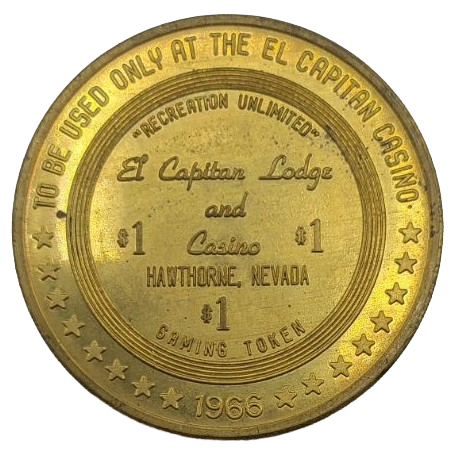 TO BE USED ONLY AT THE EL CAPITAN CASINO
"RECREATION UNLIMITED"
El Capitan Lodge
and
$1 Casino $1
HAWTHORNE, NEVADA
$1
GAMING TOKEN
1966